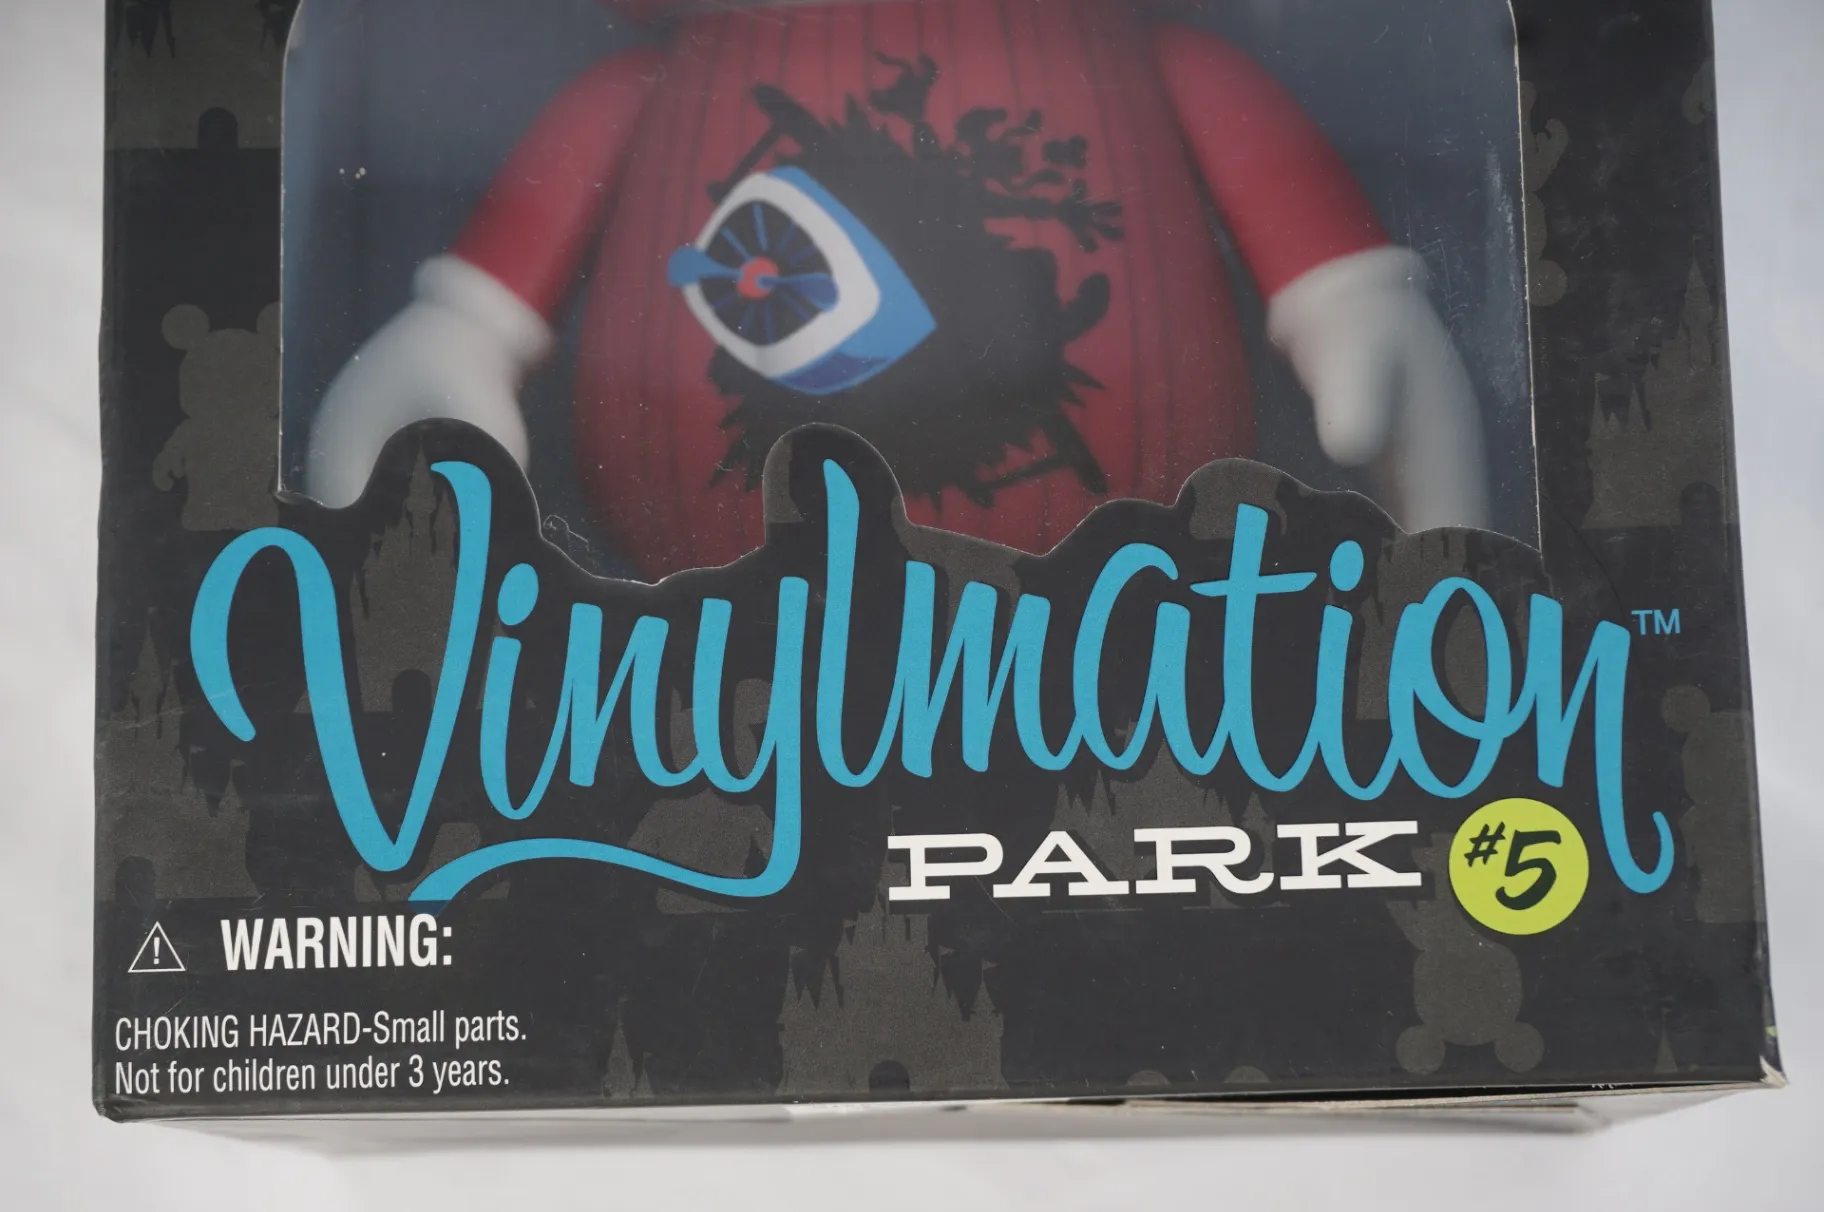 Vinylmation™
PARK #5
WARNING:
CHOKING HAZARD-Small parts.
Not for children under 3 years.